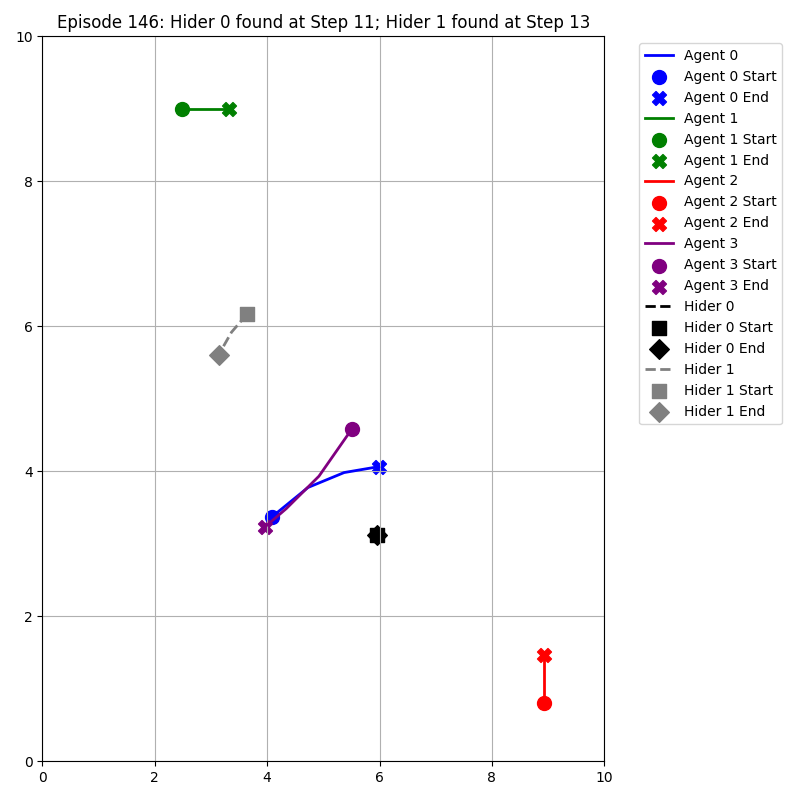 Episode 146: Hider 0 found at Step 11; Hider 1 found at Step 13
10
8
6
4
2
0
0 2 4 6 8 10
Agent 0
Agent 0 Start
Agent 0 End
Agent 1
Agent 1 Start
Agent 1 End
Agent 2
Agent 2 Start
Agent 2 End
Agent 3
Agent 3 Start
Agent 3 End
Hider 0
Hider 0 Start
Hider 0 End
Hider 1
Hider 1 Start
Hider 1 End